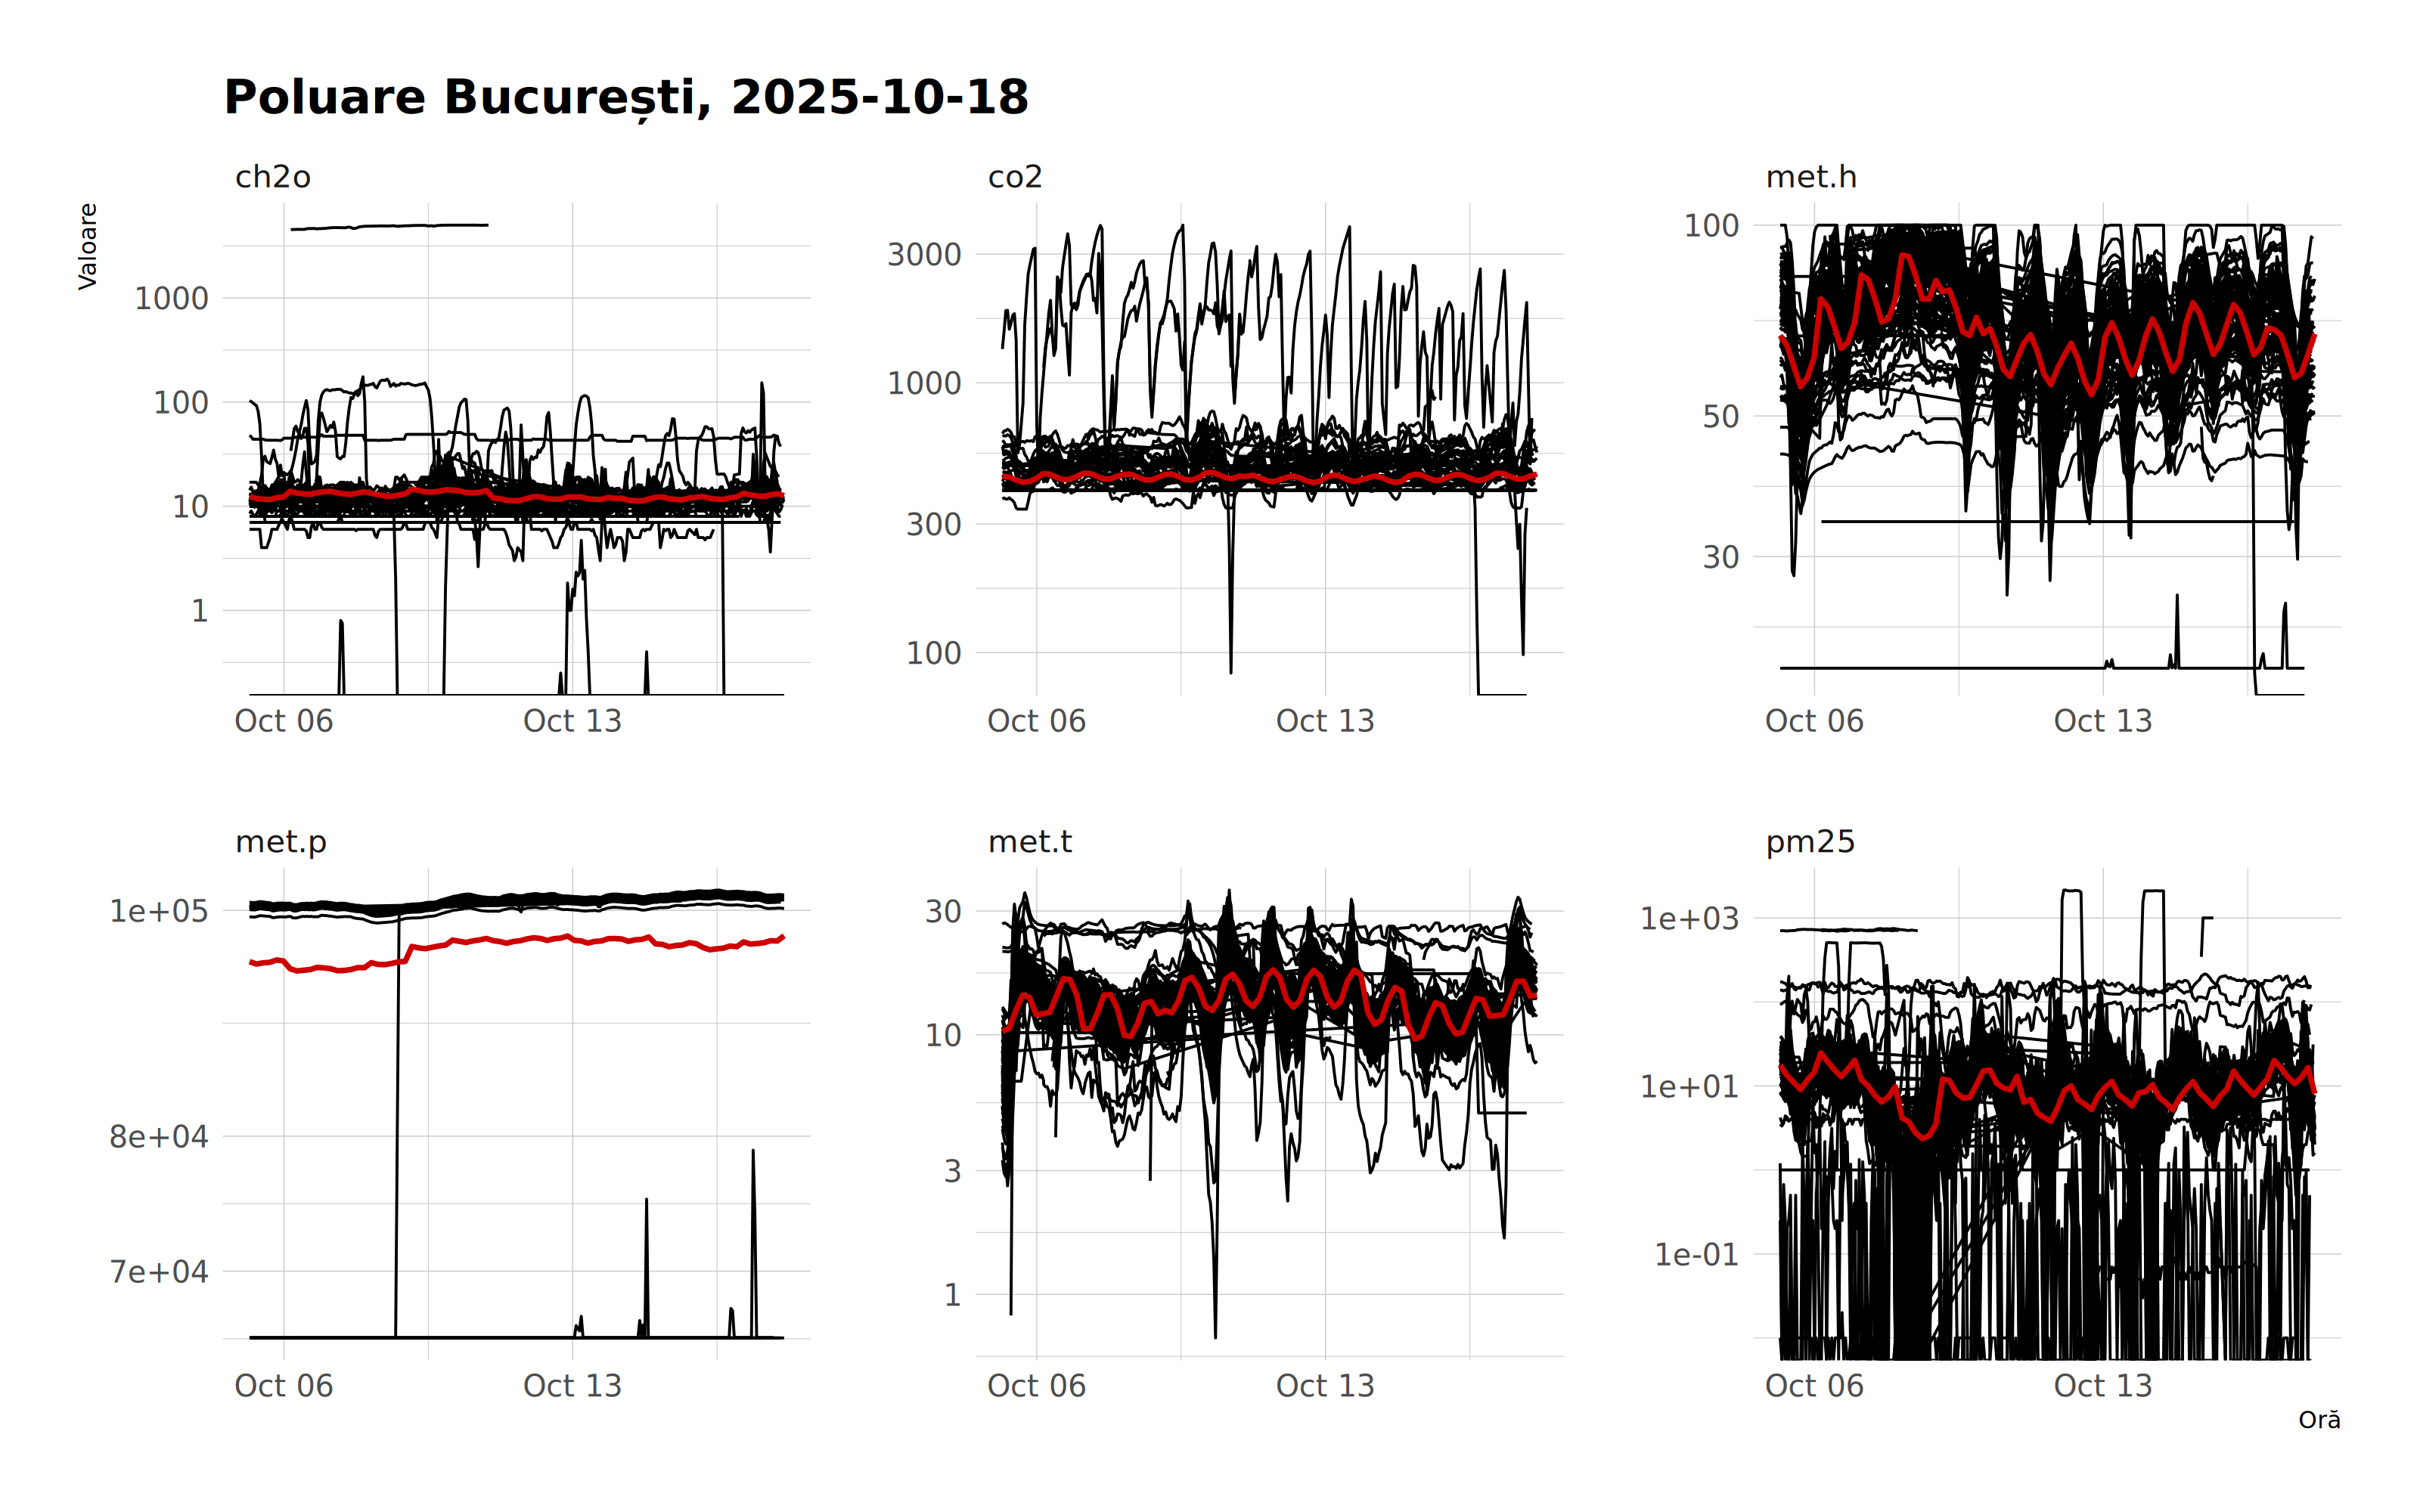 Poluare București, 2025-10-18
Valoare
ch2o
1000
100
10
1
Oct 06 Oct 13
co2
3000
1000
300
100
Oct 06 Oct 13
met.h
100
50
30
Oct 06 Oct 13
met.p
1e+05
8e+04
7e+04
Oct 06 Oct 13
met.t
30
10
3
1
Oct 06 Oct 13
pm25
1e+03
1e+01
1e-01
Oct 06 Oct 13
Oră